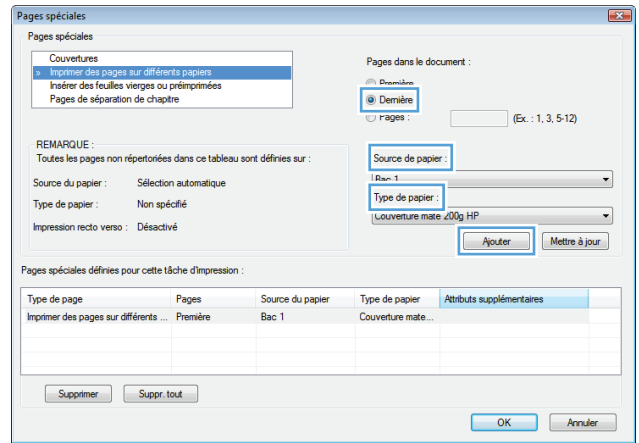 Pages spéciales
Pages spéciales
Couvertures
» Imprimer des pages sur différents papiers
Insérer des feuilles vierges ou préimprimées
Pages de séparation de chapitre
Pages dans le document :
Première
Dernière
Pages : (Ex. : 1, 3, 5-12)
REMARQUE :
Toutes les pages non répertoriées dans ce tableau sont définies sur :
Source du papier : Sélection automatique
Type de papier : Non spécifié
Impression recto verso : Désactivé
Source de papier :
Bac 1
Type de papier :
Couverture mate 200g HP
Ajouter Mettre à jour
Pages spéciales définies pour cette tâche d'impression :
Type de page Pages Source du papier Type de papier Attributs supplémentaires
Imprimer des pages sur différents ... Première Bac 1 Couverture mate...
Supprimer Suppr. tout
OK Annuler